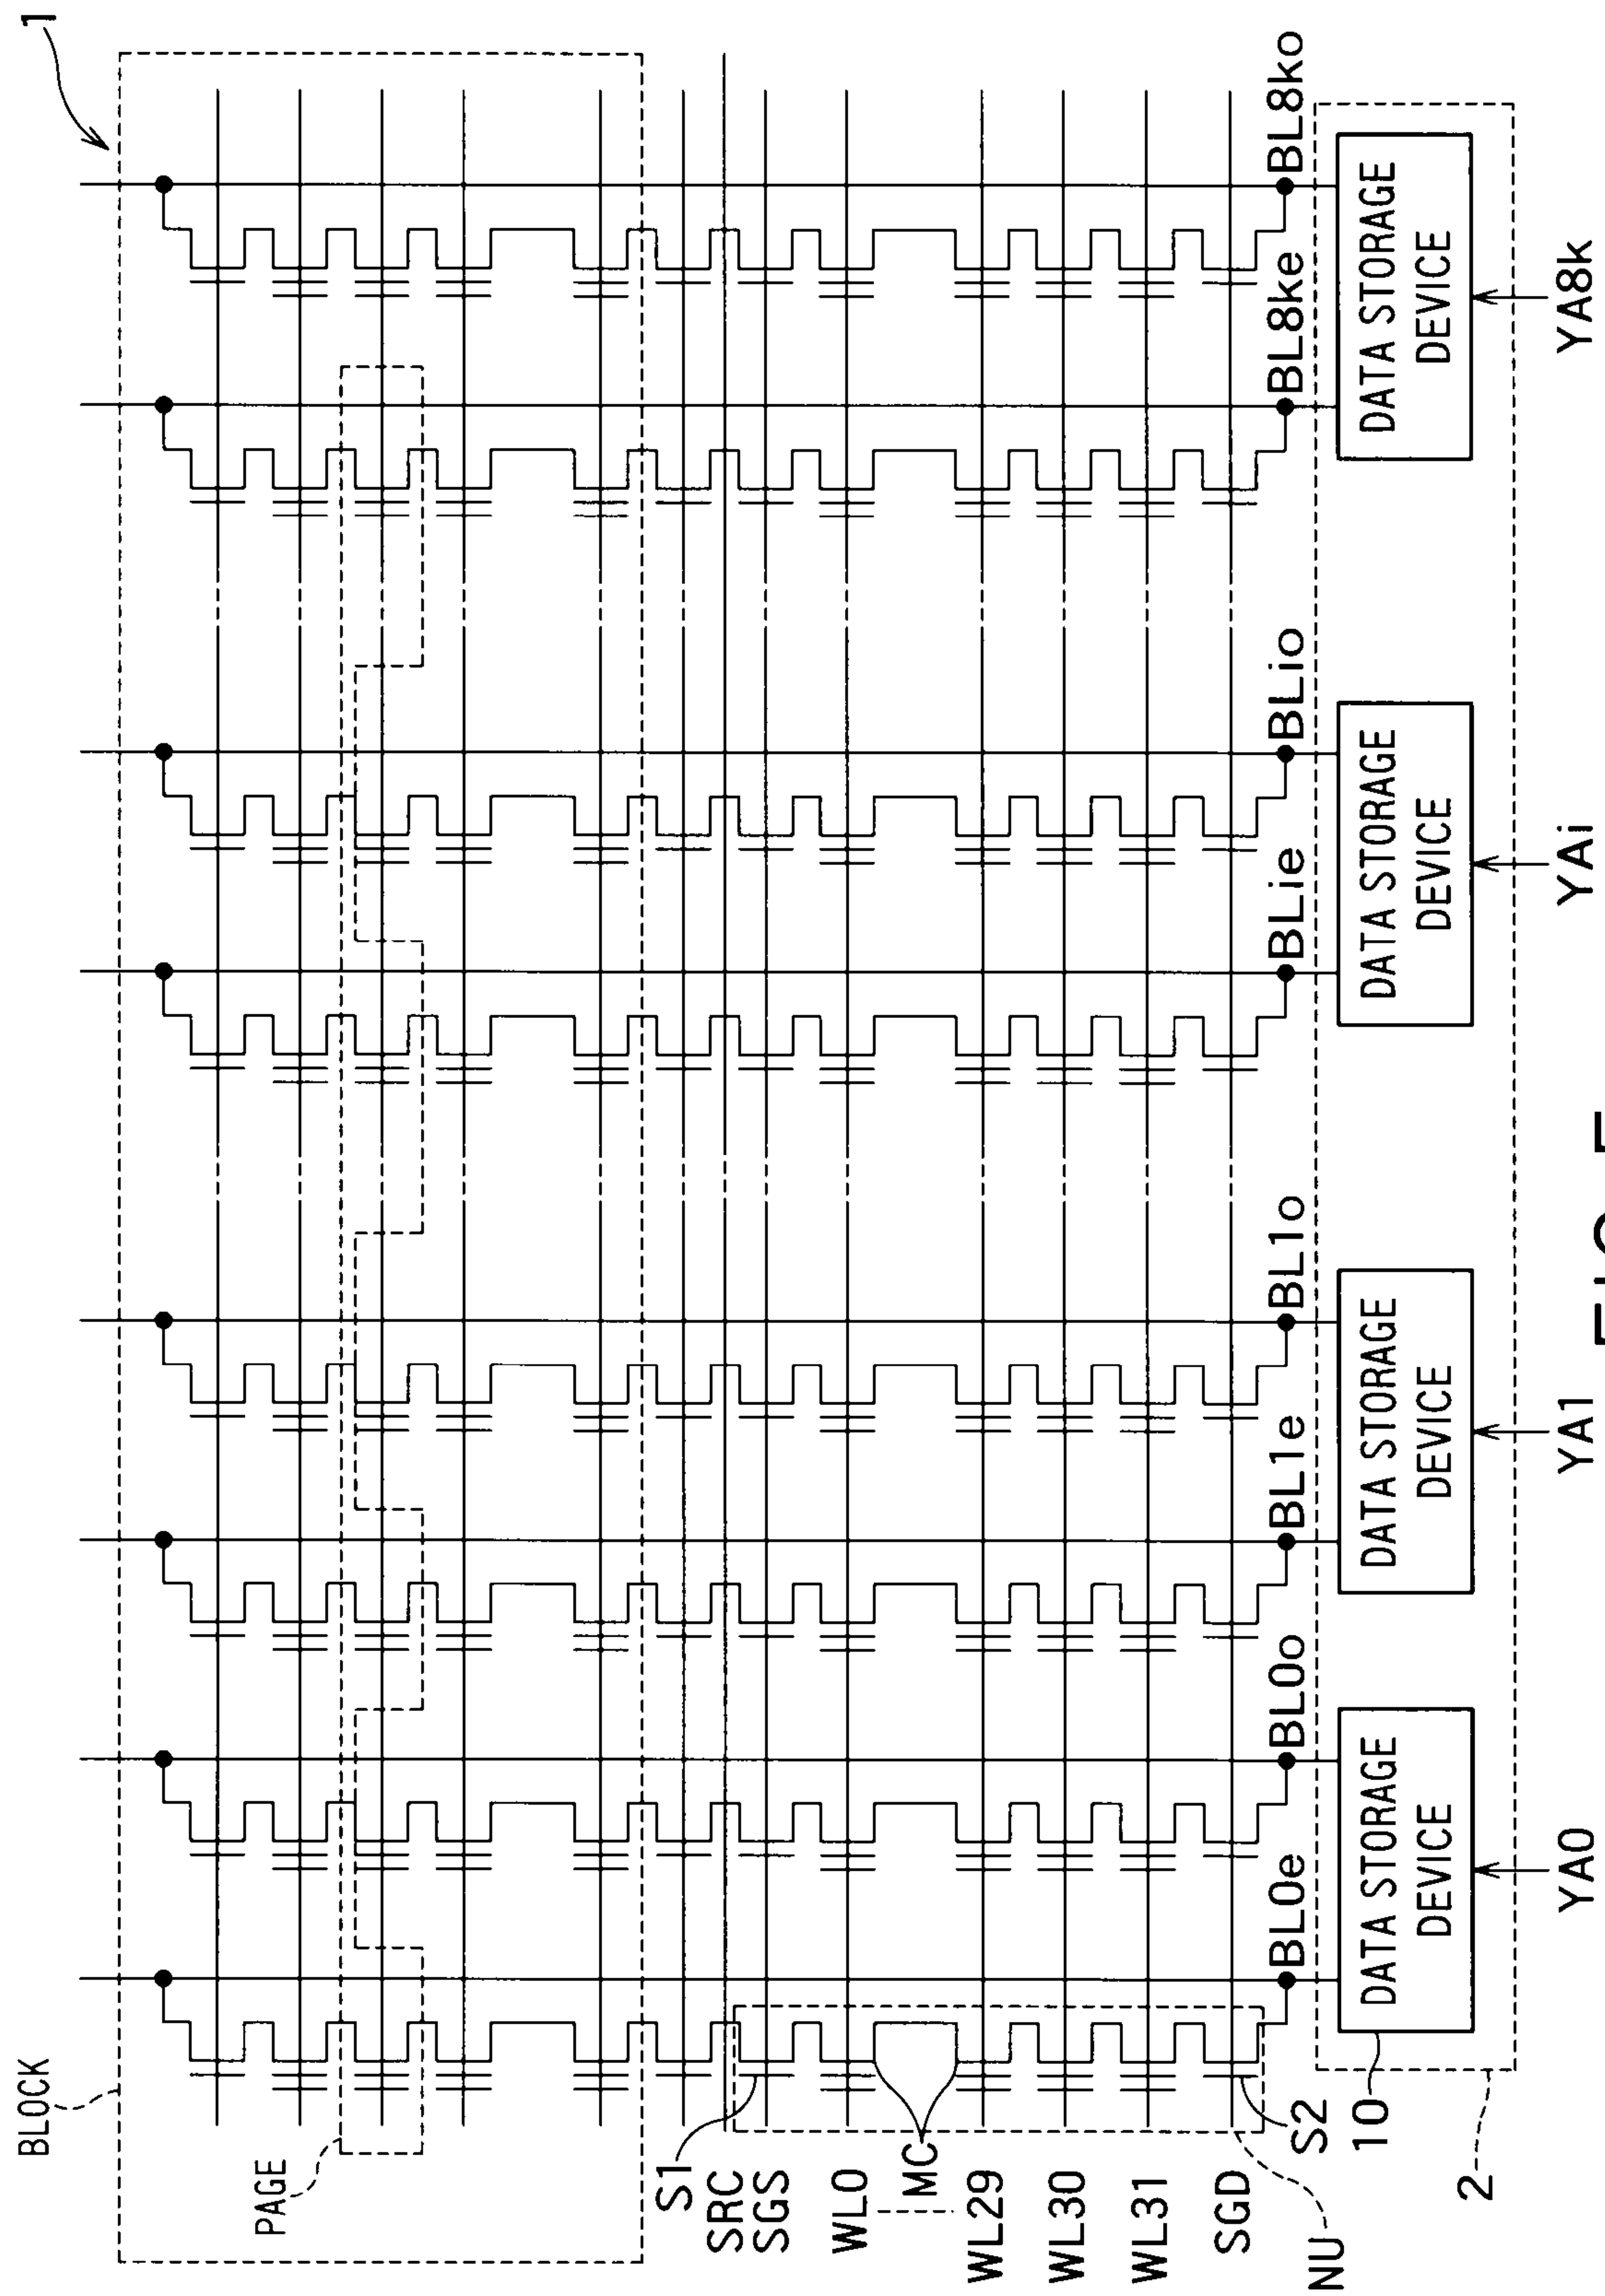 1
BLOCK
PAGE
S1
SRC
SGS
WL0
MC
WL29
WL30
WL31
SGD
NU
S2
BL0e
BL0o
BL1e
BL1o
BLie
BLio
BL8ke
BL8ko
10
2
DATA STORAGE
DEVICE
DATA STORAGE
DEVICE
DATA STORAGE
DEVICE
DATA STORAGE
DEVICE
YA0
YA1
YAi
YA8k